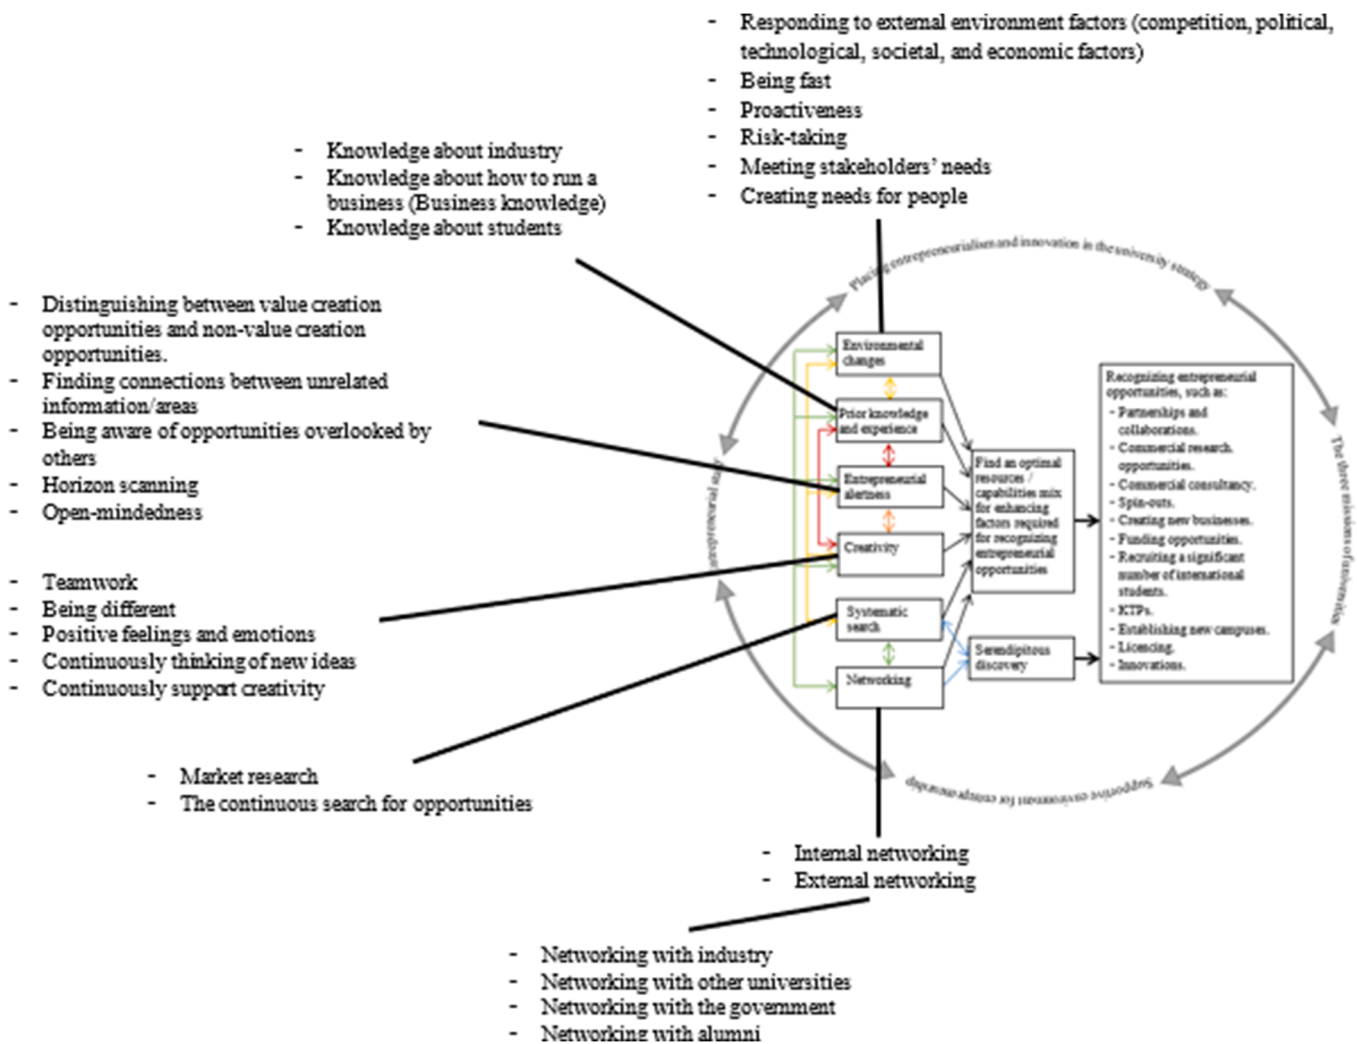 - Responding to external environment factors (competition, political,
technological, societal, and economic factors)
- Being fast
- Proactiveness
- Risk-taking
- Meeting stakeholders' needs
- Creating needs for people
- Knowledge about industry
- Knowledge about how to run a
business (Business knowledge)
- Knowledge about students
- Distinguishing between value creation
opportunities and non-value creation
opportunities.
- Finding connections between unrelated
information/areas
- Being aware of opportunities overlooked by
others
- Horizon scanning
- Open-mindedness
- Teamwork
- Being different
- Positive feelings and emotions
- Continuously thinking of new ideas
- Continuously support creativity
- Market research
- The continuous search for opportunities
- Internal networking
- External networking
- Networking with industry
- Networking with other universities
- Networking with the government
- Networking with alumni
Placing entrepreneurialism and innovation in the university strategy
The three missions of universities
Supportive environment for entrepreneurship
Environmental
changes
Prior knowledge
and experience
Entrepreneurial
alertness
Creativity
Systematic
search
Networking
Find an optimal
resources /
capabilities mix
for enhancing
factors required
for recognizing
entrepreneurial
opportunities
Serendipitous
discovery
Recognizing entrepreneurial
opportunities, such as:
- Partnerships and
collaborations.
- Commercial research
opportunities.
- Commercial consultancy.
- Spin-outs.
- Creating new businesses.
- Funding opportunities.
- Recruiting a significant
number of international
students.
- KTPs.
- Establishing new campuses.
- Licencing.
- Innovations.